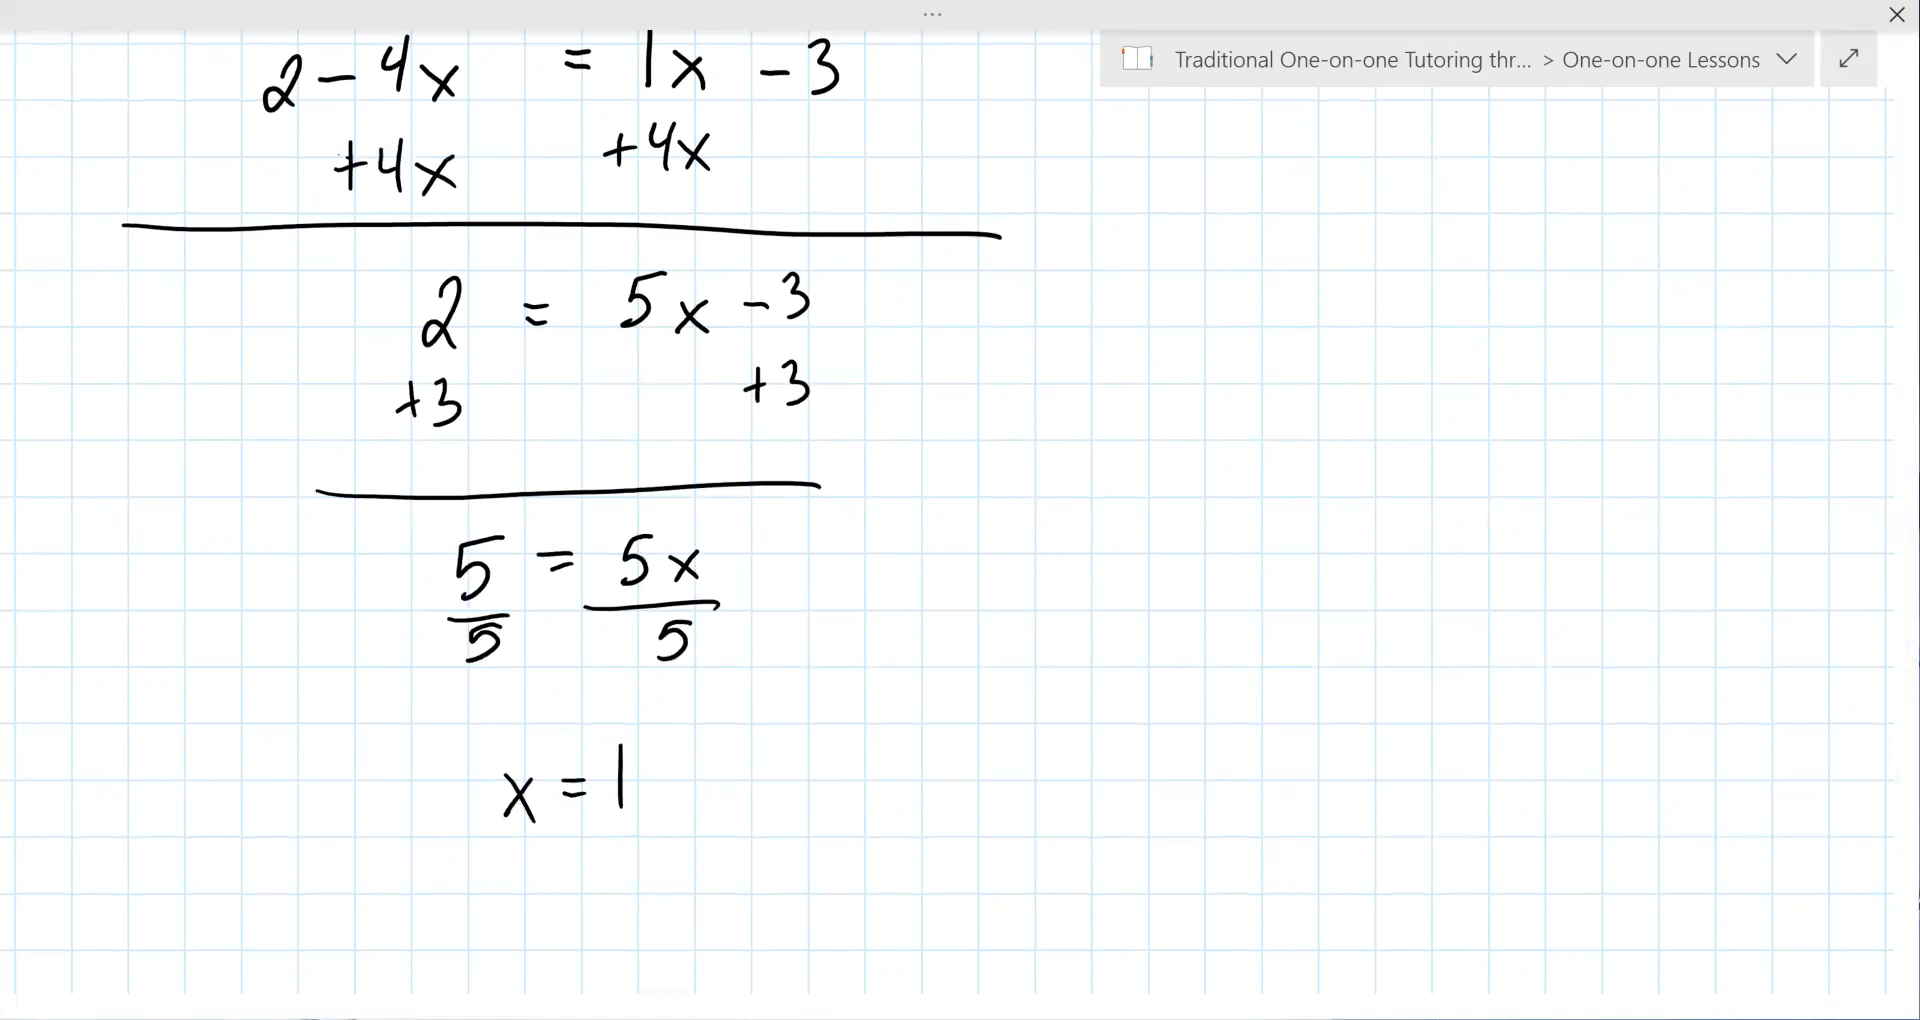 ...
Traditional One-on-one Tutoring thr... > One-on-one Lessons
2 - 4x = 1x - 3
+4x +4x
2 = 5x - 3
+3 +3
5 = 5x
5 5
x = 1